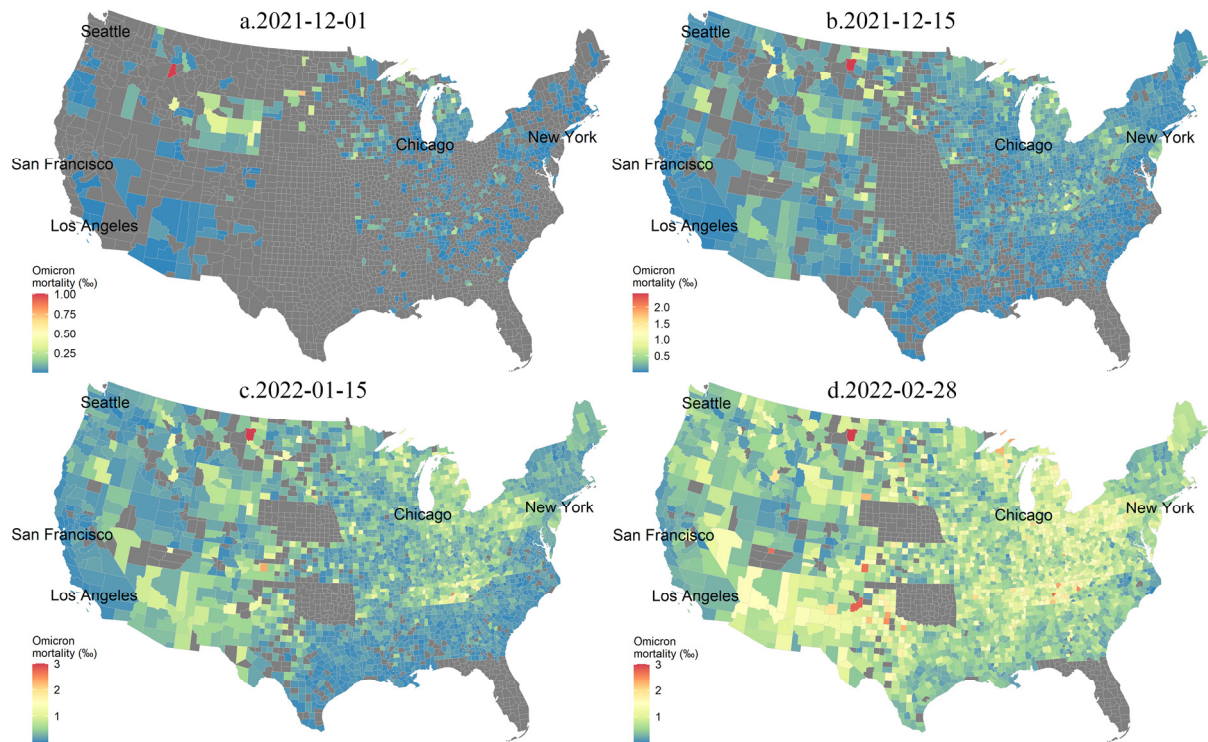 a.2021-12-01
Seattle
Chicago
New York
San Francisco
Los Angeles
Omicron
mortality (‰)
1.00
0.75
0.50
0.25
b.2021-12-15
Seattle
New York
Chicago
San Francisco
Los Angeles
Omicron
mortality (‰)
2.0
1.5
1.0
0.5
c.2022-01-15
Seattle
New York
Chicago
San Francisco
Los Angeles
Omicron
mortality (‰)
3
2
1
d.2022-02-28
Seattle
New York
Chicago
San Francisco
Los Angeles
Omicron
mortality (‰)
3
2
1